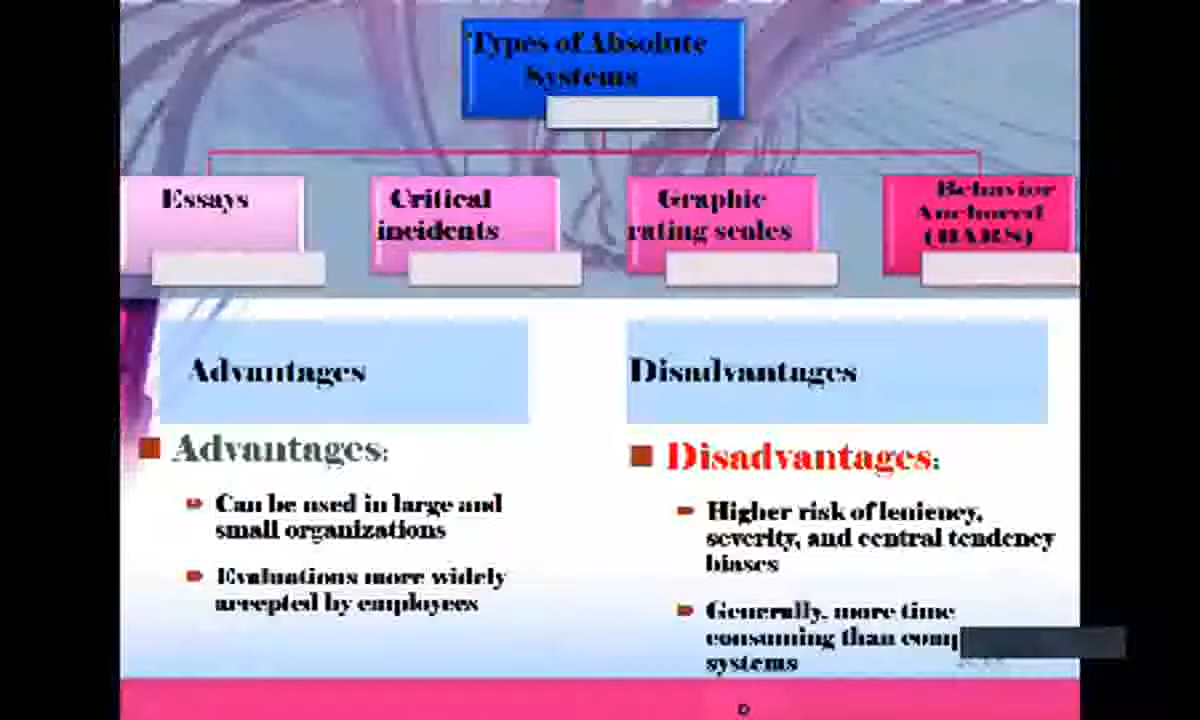 Types of Absolute
Systems
Essays
Critical
incidents
Graphic
rating scales
Behavior
Anchored
(BARS)
Advantages
Disadvantages
Advantages:
Can be used in large and
small organizations
Evaluations more widely
accepted by employees
Disadvantages:
Higher risk of leniency,
severity, and central tendency
biases
Generally, more time
consuming than
systems